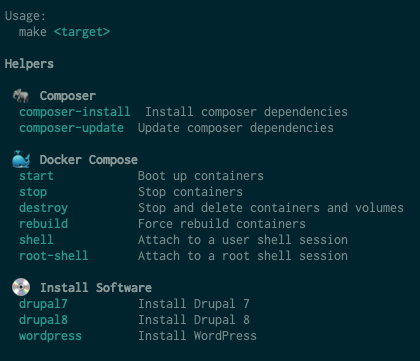 Usage:
make <target>
Helpers
Composer
composer-install Install composer dependencies
composer-update Update composer dependencies
Docker Compose
start Boot up containers
stop Stop containers
destroy Stop and delete containers and volumes
rebuild Force rebuild containers
shell Attach to a user shell session
root-shell Attach to a root shell session
Install Software
drupal7 Install Drupal 7
drupal8 Install Drupal 8
wordpress Install WordPress